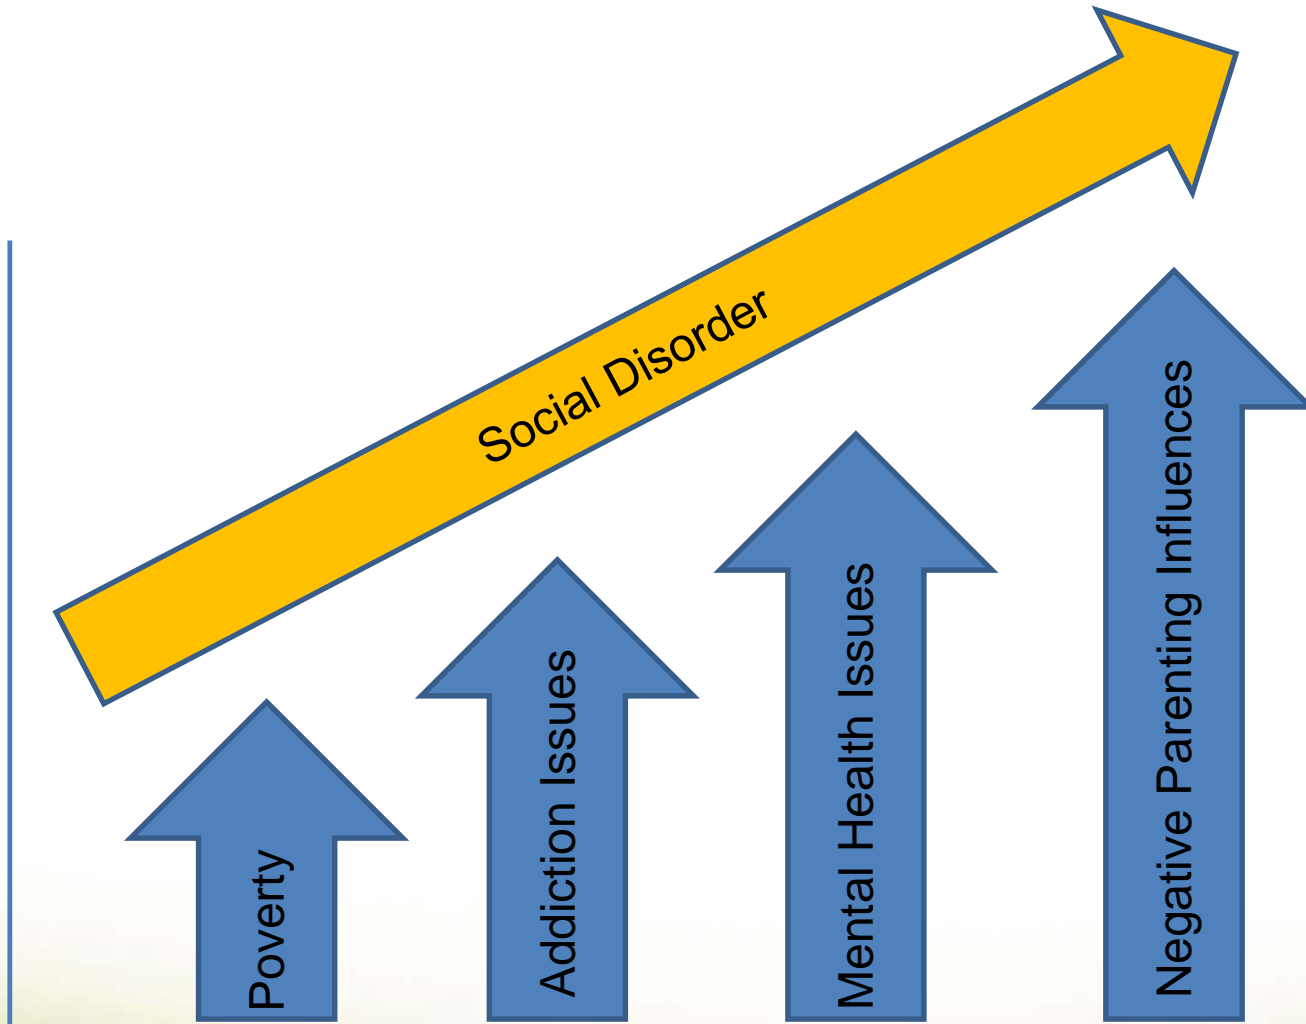 Social Disorder
Poverty
Addiction Issues
Mental Health Issues
Negative Parenting Influences